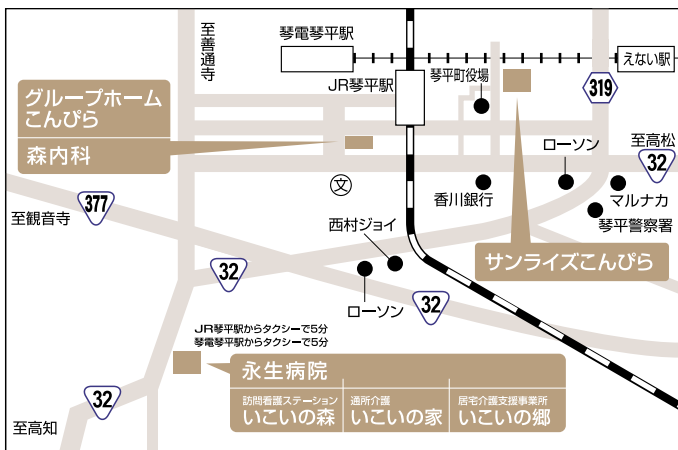 至善通寺
琴電琴平駅
えない駅
グループホーム
こんぴら
森内科
JR琴平駅
琴平町役場
319
至高松
32
ローソン
文
香川銀行
マルナカ
琴平警察署
377
至観音寺
西村ジョイ
サンライズこんぴら
32
ローソン
32
JR琴平駅からタクシーで5分
琴電琴平駅からタクシーで5分
永生病院
訪問看護ステーション
いこいの森
通所介護
いこいの家
居宅介護支援事業所
いこいの郷
32
至高知